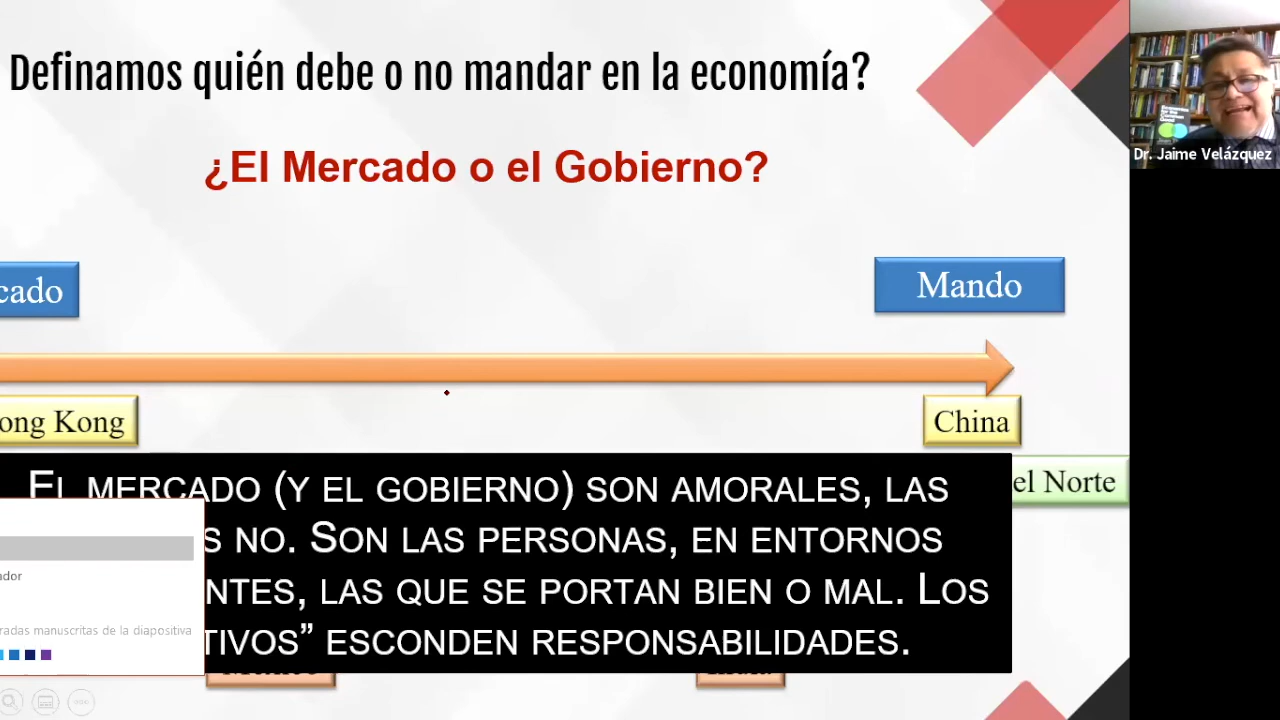 Definamos quién debe o no mandar en la economía?
¿El Mercado o el Gobierno?
Dr. Jaime Velázquez
cado
Mando
ong Kong
China
el Norte
EL MERCADO (Y EL GOBIERNO) SON AMORALES, LAS
S NO. SON LAS PERSONAS, EN ENTORNOS
NTES, LAS QUE SE PORTAN BIEN O MAL. LOS
TIVOS” ESCONDEN RESPONSABILIDADES.
ador
radas manuscritas de la diapositiva